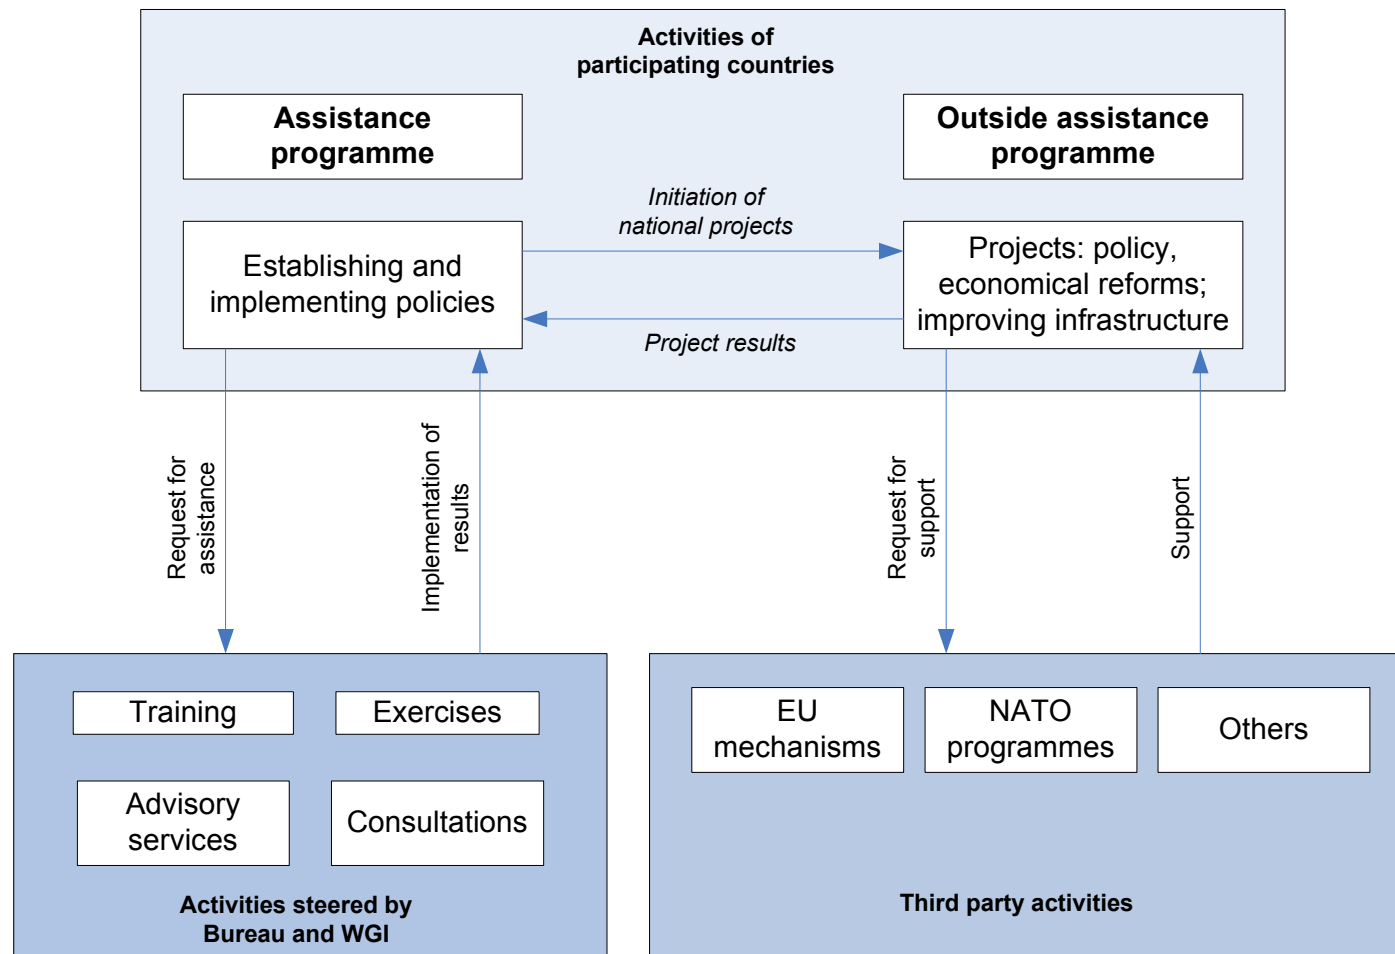 Activities of
participating countries
Assistance
programme
Outside assistance
programme
Initiation of
national projects
Establishing and
implementing policies
Projects: policy,
economical reforms;
improving infrastructure
Project results
Request for
assistance
Implementation of
results
Request for
support
Support
Training
Exercises
Advisory
services
Consultations
Activities steered by
Bureau and WGI
EU
mechanisms
NATO
programmes
Others
Third party activities